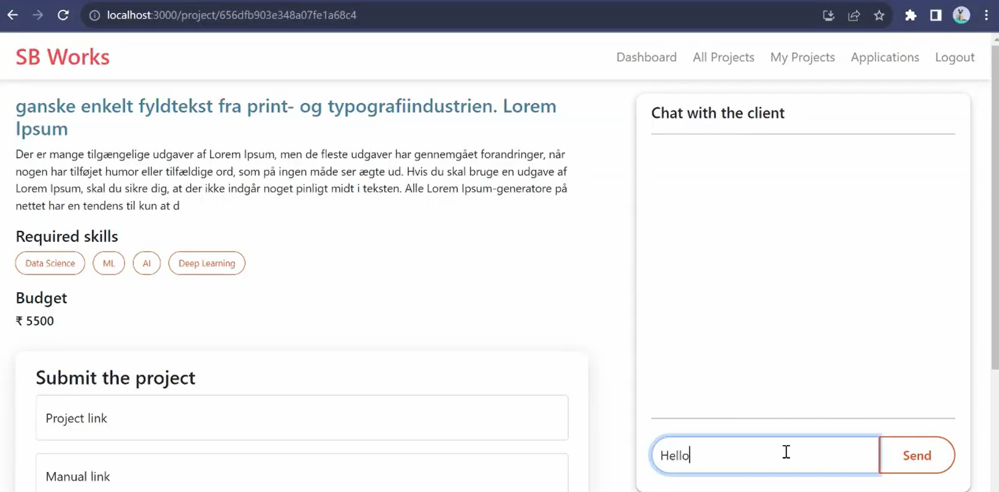 localhost:3000/project/656dfb903e348a07fe1a68c4
SB Works
Dashboard All Projects My Projects Applications Logout
ganske enkelt fyldtekst fra print- og typografiindustrien. Lorem
Ipsum
Der er mange tilgængelige udgaver af Lorem Ipsum, men de fleste udgaver har gennemgået forandringer, når
nogen har tilføjet humor eller tilfældige ord, som på ingen måde ser ægte ud. Hvis du skal bruge en udgave af
Lorem Ipsum, skal du sikre dig, at der ikke indgår noget pinligt midt i teksten. Alle Lorem Ipsum-generatore på
nettet har en tendens til kun at d
Required skills
Data Science ML AI Deep Learning
Budget
₹ 5500
Submit the project
Project link
Manual link
Chat with the client
Hello
Send